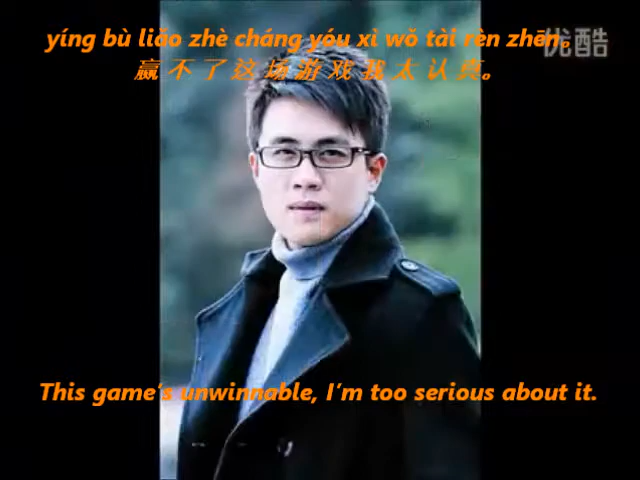 yíng bù liǎo zhè cháng yóu xì wǒ tài rèn zhēn。
优酷
赢不了这场游戏我太认真。
This game's unwinnable, I'm too serious about it.